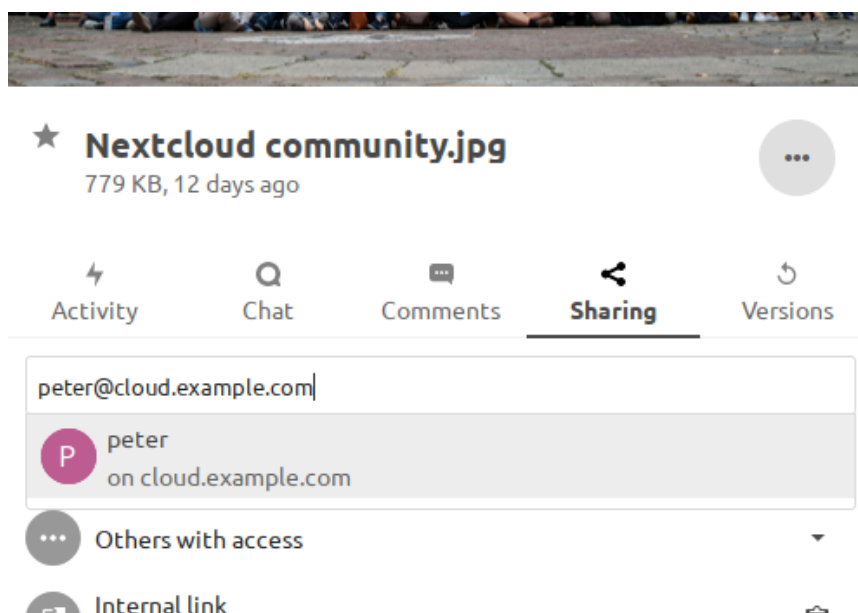 Nextcloud community.jpg
779 KB, 12 days ago
Activity
Chat
Comments
Sharing
Versions
peter@cloud.example.com
P
peter
on cloud.example.com
Others with access
Internal link